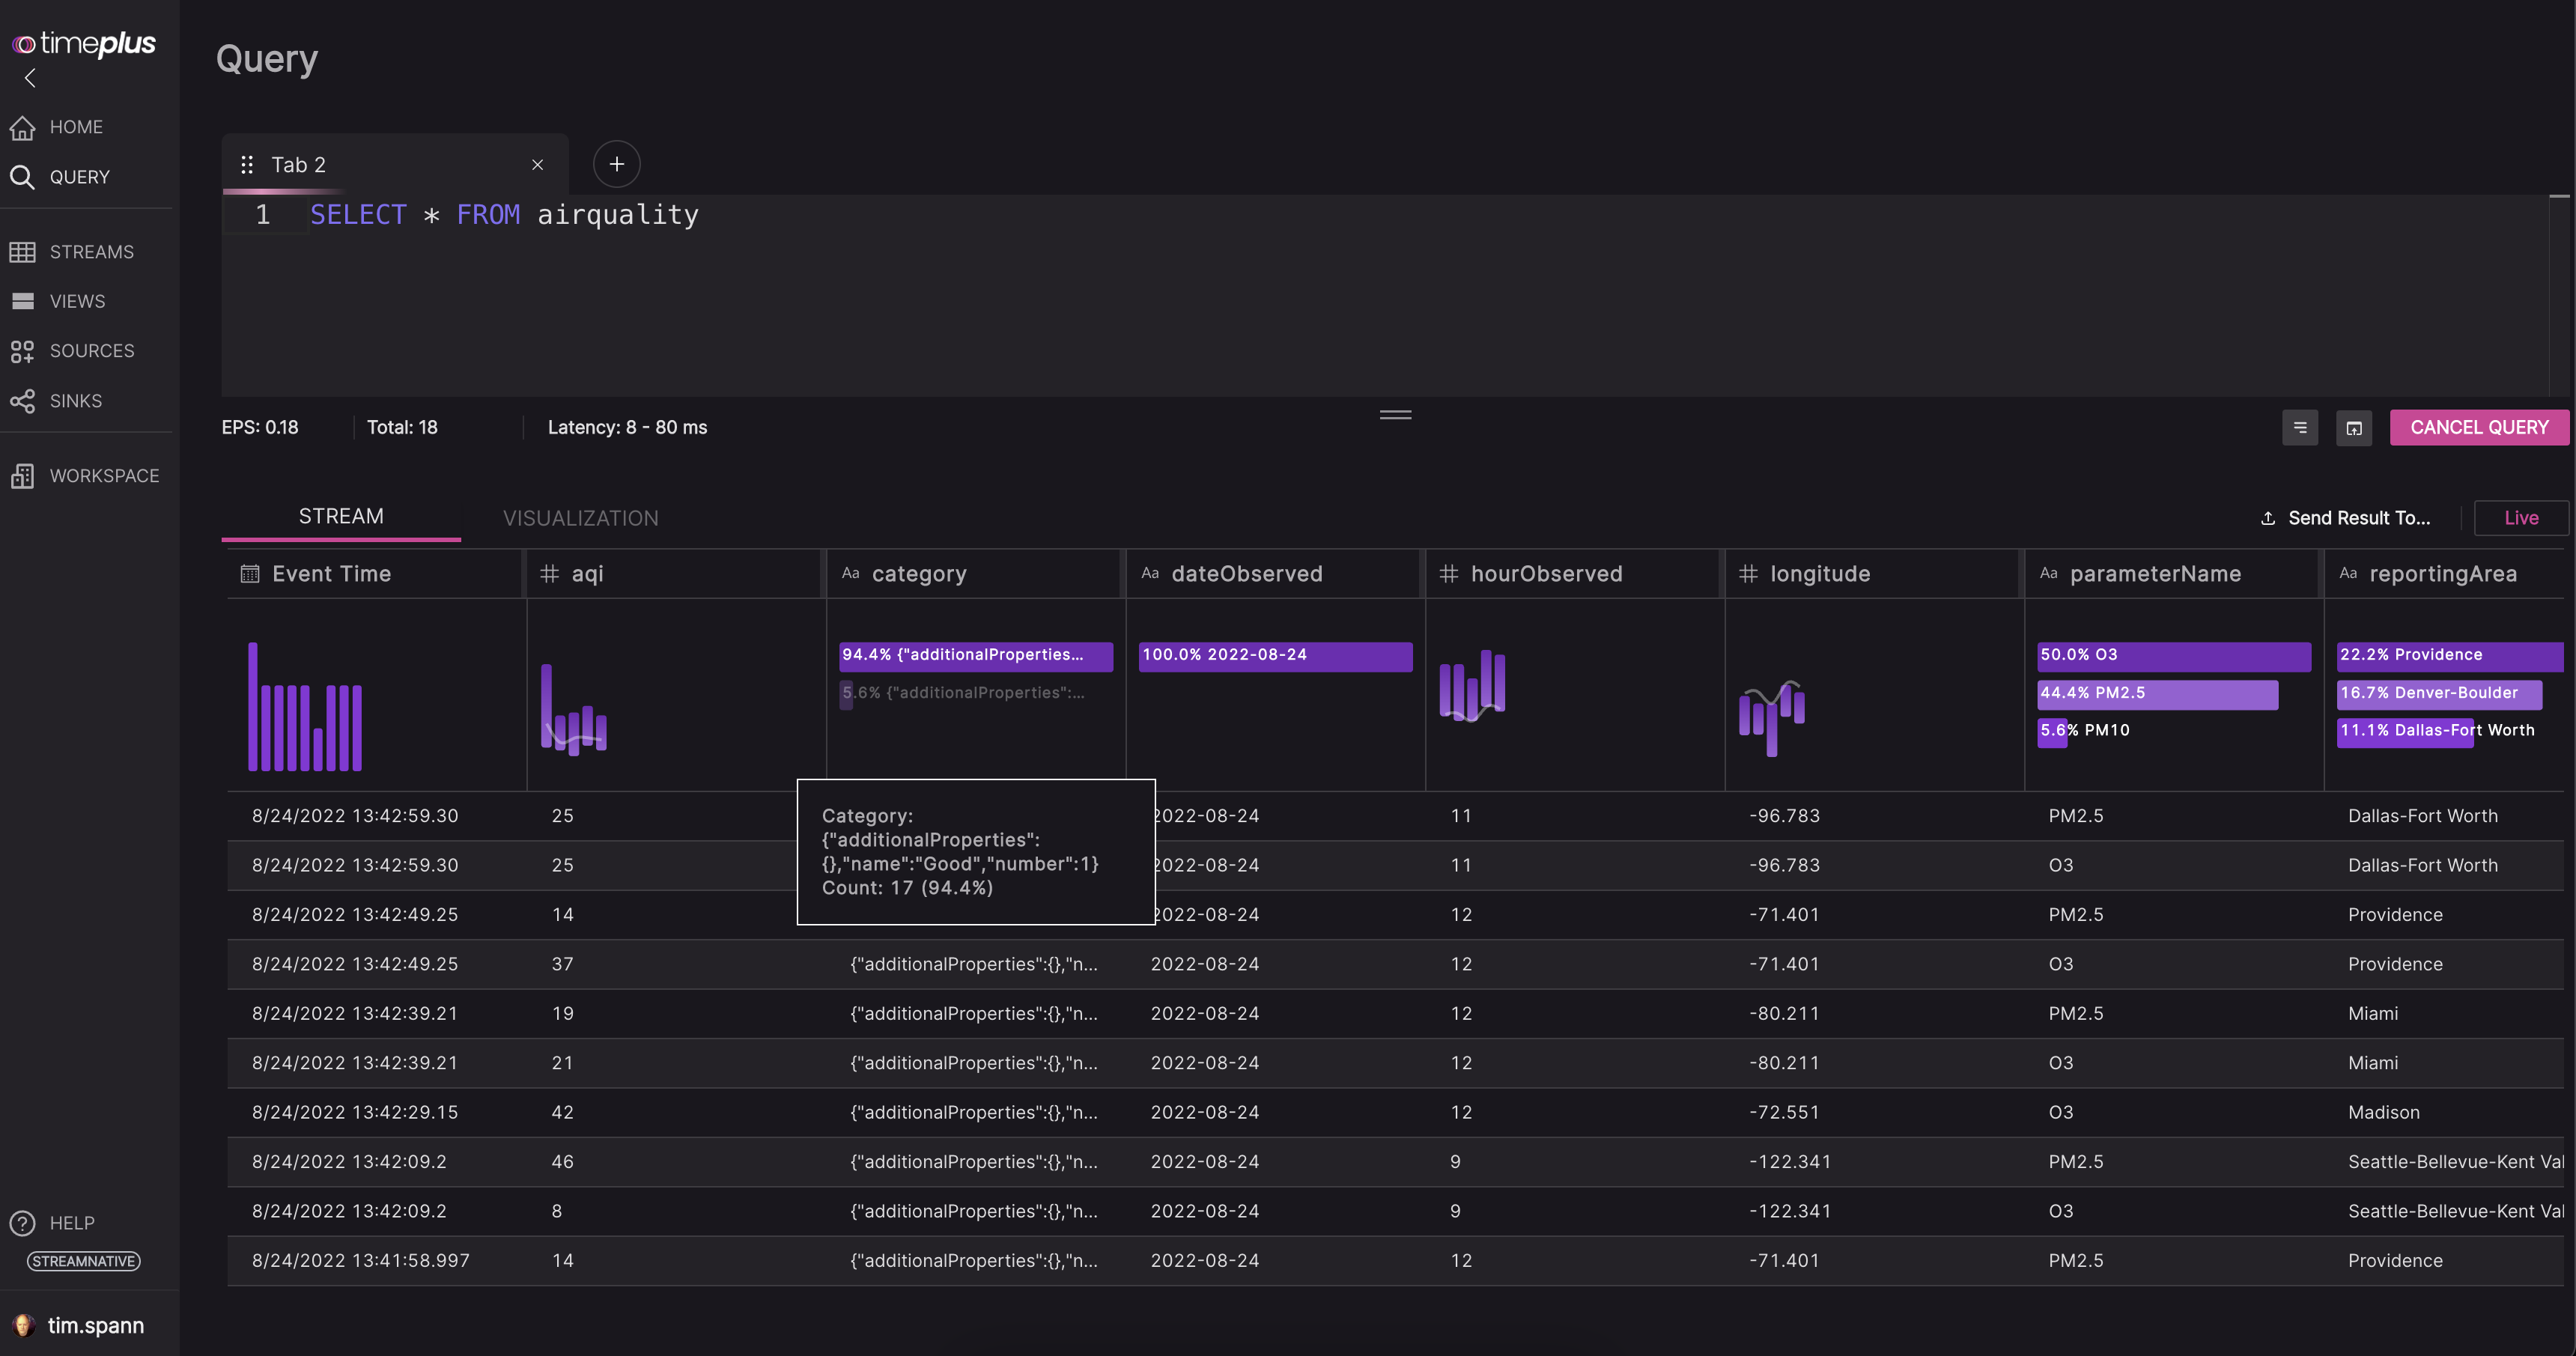 timeplus
Query
HOME
QUERY
STREAMS
VIEWS
SOURCES
SINKS
WORKSPACE
HELP
STREAMNATIVE
tim.spann
Tab 2
1 SELECT * FROM airquality
EPS: 0.18 Total: 18 Latency: 8 - 80 ms CANCEL QUERY
STREAM VISUALIZATION Send Result To... Live
Event Time # aqi Aa category Aa dateObserved # hourObserved # longitude Aa parameterName Aa reportingArea
94.4% {"additionalProperties... 100.0% 2022-08-24 50.0% O3 22.2% Providence
5.6% {"additionalProperties":... 44.4% PM2.5 16.7% Denver-Boulder
5.6% PM10 11.1% Dallas-Fort Worth
Category:
{"additionalProperties":
{},"name":"Good","number":1}
Count: 17 (94.4%)
8/24/2022 13:42:59.30 25 2022-08-24 11 -96.783 PM2.5 Dallas-Fort Worth
8/24/2022 13:42:59.30 25 2022-08-24 11 -96.783 O3 Dallas-Fort Worth
8/24/2022 13:42:49.25 14 2022-08-24 12 -71.401 PM2.5 Providence
8/24/2022 13:42:49.25 37 {"additionalProperties":{},"n... 2022-08-24 12 -71.401 O3 Providence
8/24/2022 13:42:39.21 19 {"additionalProperties":{},"n... 2022-08-24 12 -80.211 PM2.5 Miami
8/24/2022 13:42:39.21 21 {"additionalProperties":{},"n... 2022-08-24 12 -80.211 O3 Miami
8/24/2022 13:42:29.15 42 {"additionalProperties":{},"n... 2022-08-24 12 -72.551 O3 Madison
8/24/2022 13:42:09.2 46 {"additionalProperties":{},"n... 2022-08-24 9 -122.341 PM2.5 Seattle-Bellevue-Kent Val
8/24/2022 13:42:09.2 8 {"additionalProperties":{},"n... 2022-08-24 9 -122.341 O3 Seattle-Bellevue-Kent Val
8/24/2022 13:41:58.997 14 {"additionalProperties":{},"n... 2022-08-24 12 -71.401 PM2.5 Providence